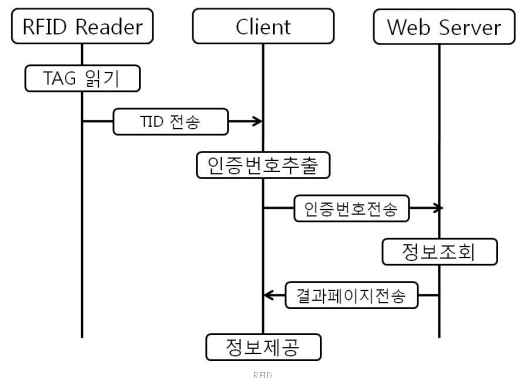 RFID Reader
Client
Web Server
TAG 읽기
TID 전송
인증번호추출
인증번호전송
정보조회
결과페이지전송
정보제공
RFID